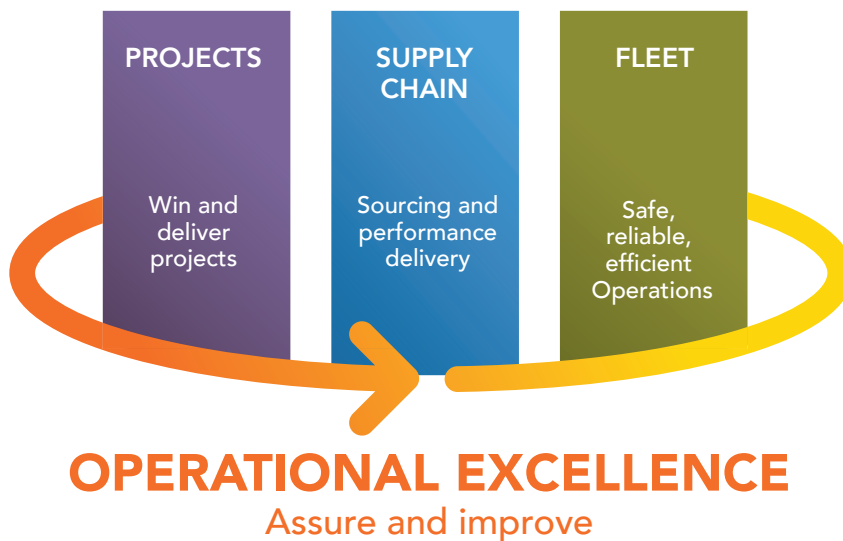 PROJECTS
Win and
deliver
projects
SUPPLY
CHAIN
Sourcing and
performance
delivery
FLEET
Safe,
reliable,
efficient
Operations
OPERATIONAL EXCELLENCE
Assure and improve